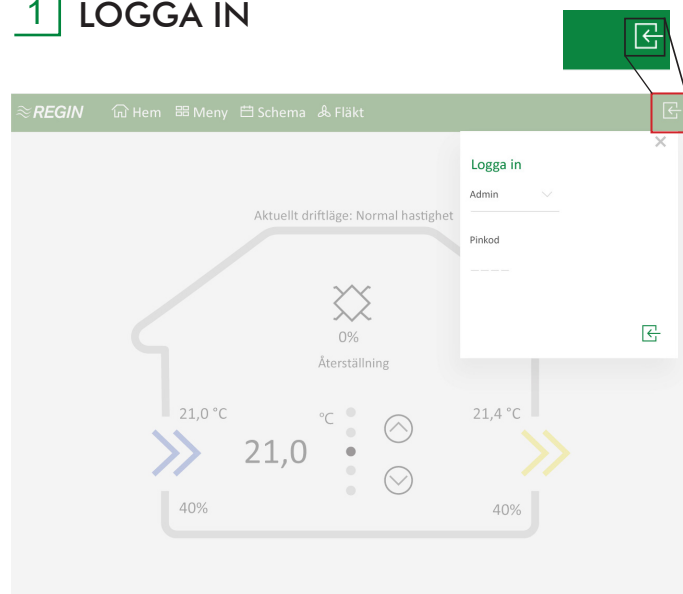 1 LOGGA IN
REGIN Hem Meny Schema Fläkt
Logga in
Admin
Pinkod
Aktuellt driftläge: Normal hastighet
0%
Återställning
21,0 °C
°C
21,4 °C
21,0
40%
40%